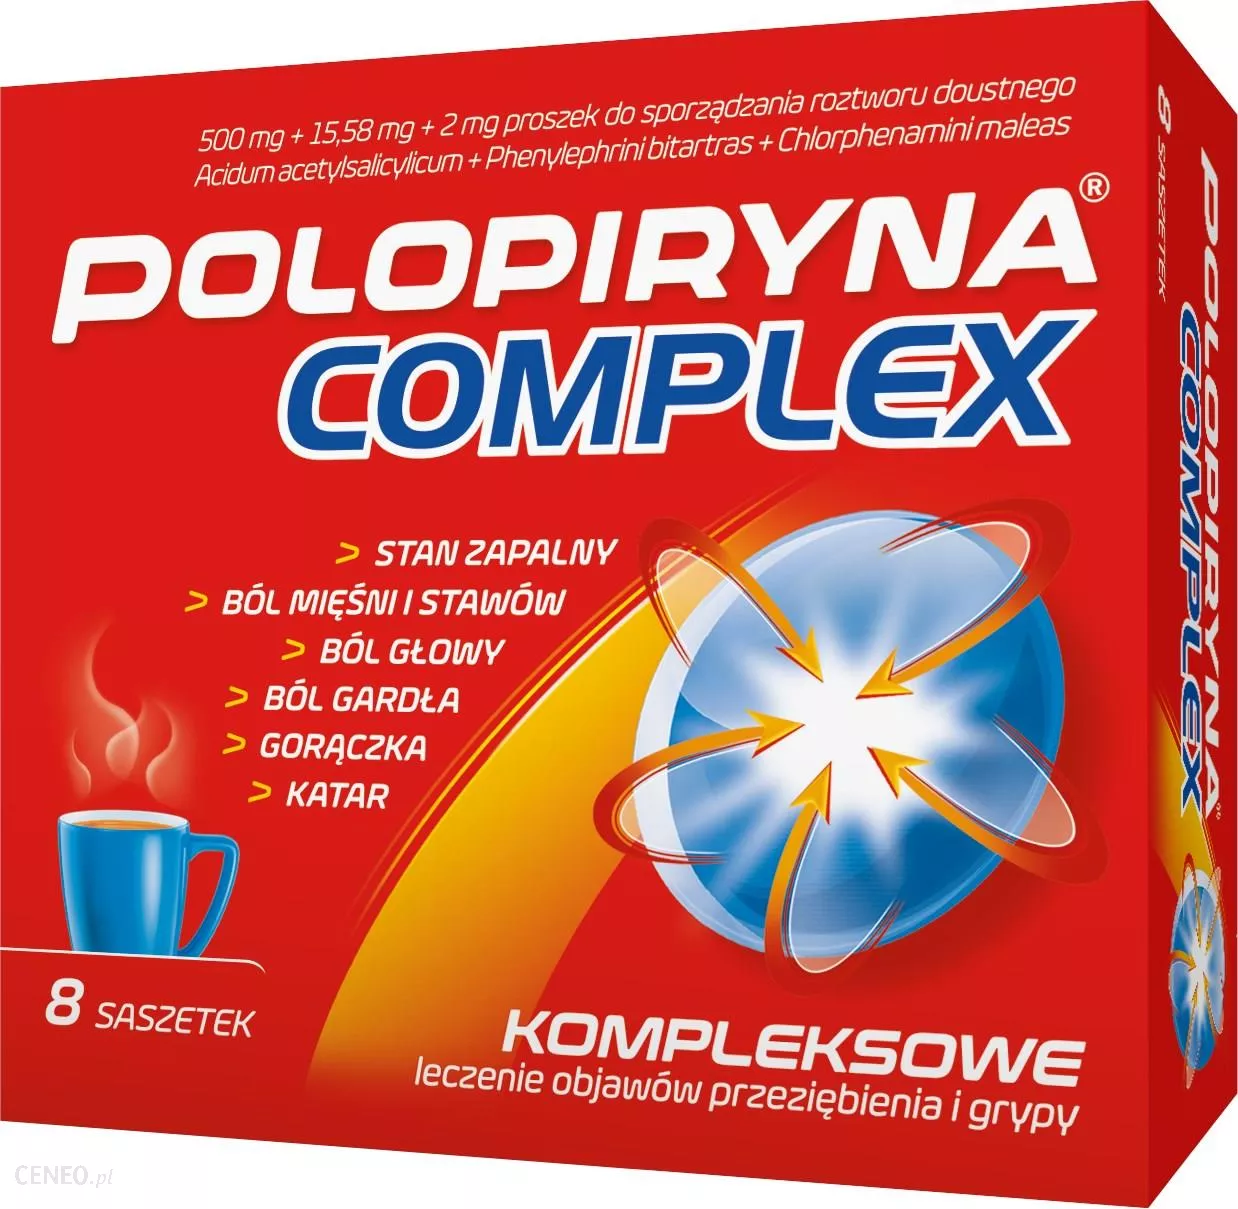 500 mg + 15,58 mg + 2 mg proszek do sporządzania roztworu doustnego
Acidum acetylsalicylicum + Phenylephrini bitartras + Chlorphenamini maleas
POLOPIRYNA®
COMPLEX
> STAN ZAPALNY
> BÓL MIĘŚNI I STAWÓW
> BÓL GŁOWY
> BÓL GARDŁA
> GORĄCZKA
> KATAR
8 SASZETEK
KOMPLEKSOWE
leczenie objawów przeziębienia i grypy
8 SASZETEK
POLOPIRYNA®
COMPLEX
CENEO.pl